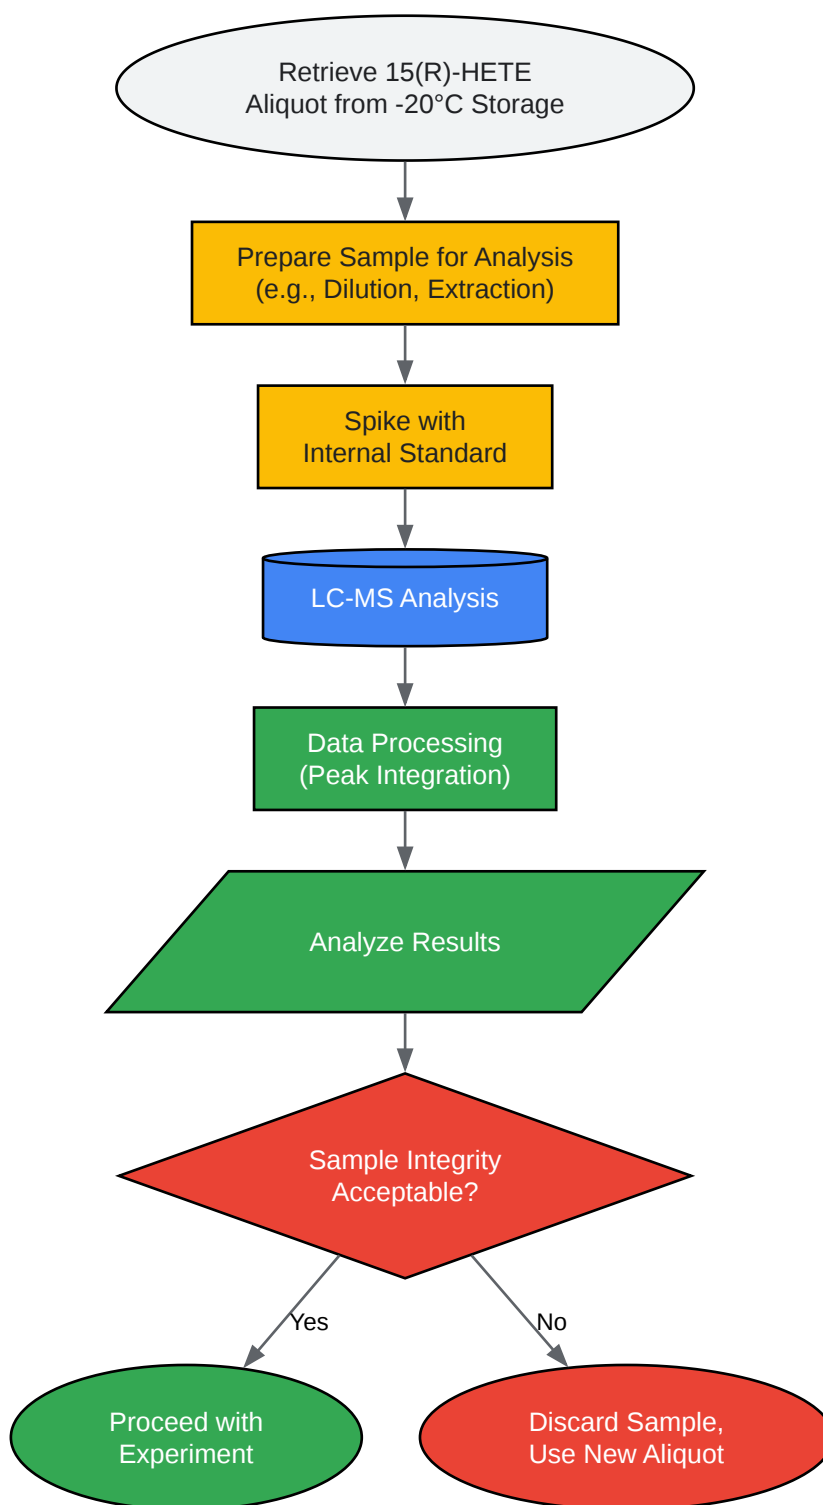 Retrieve 15(R)-HETE
Aliquot from -20°C Storage
Prepare Sample for Analysis
(e.g., Dilution, Extraction)
Spike with
Internal Standard
LC-MS Analysis
Data Processing
(Peak Integration)
Analyze Results
Sample Integrity
Acceptable?
Yes
No
Proceed with
Experiment
Discard Sample,
Use New Aliquot